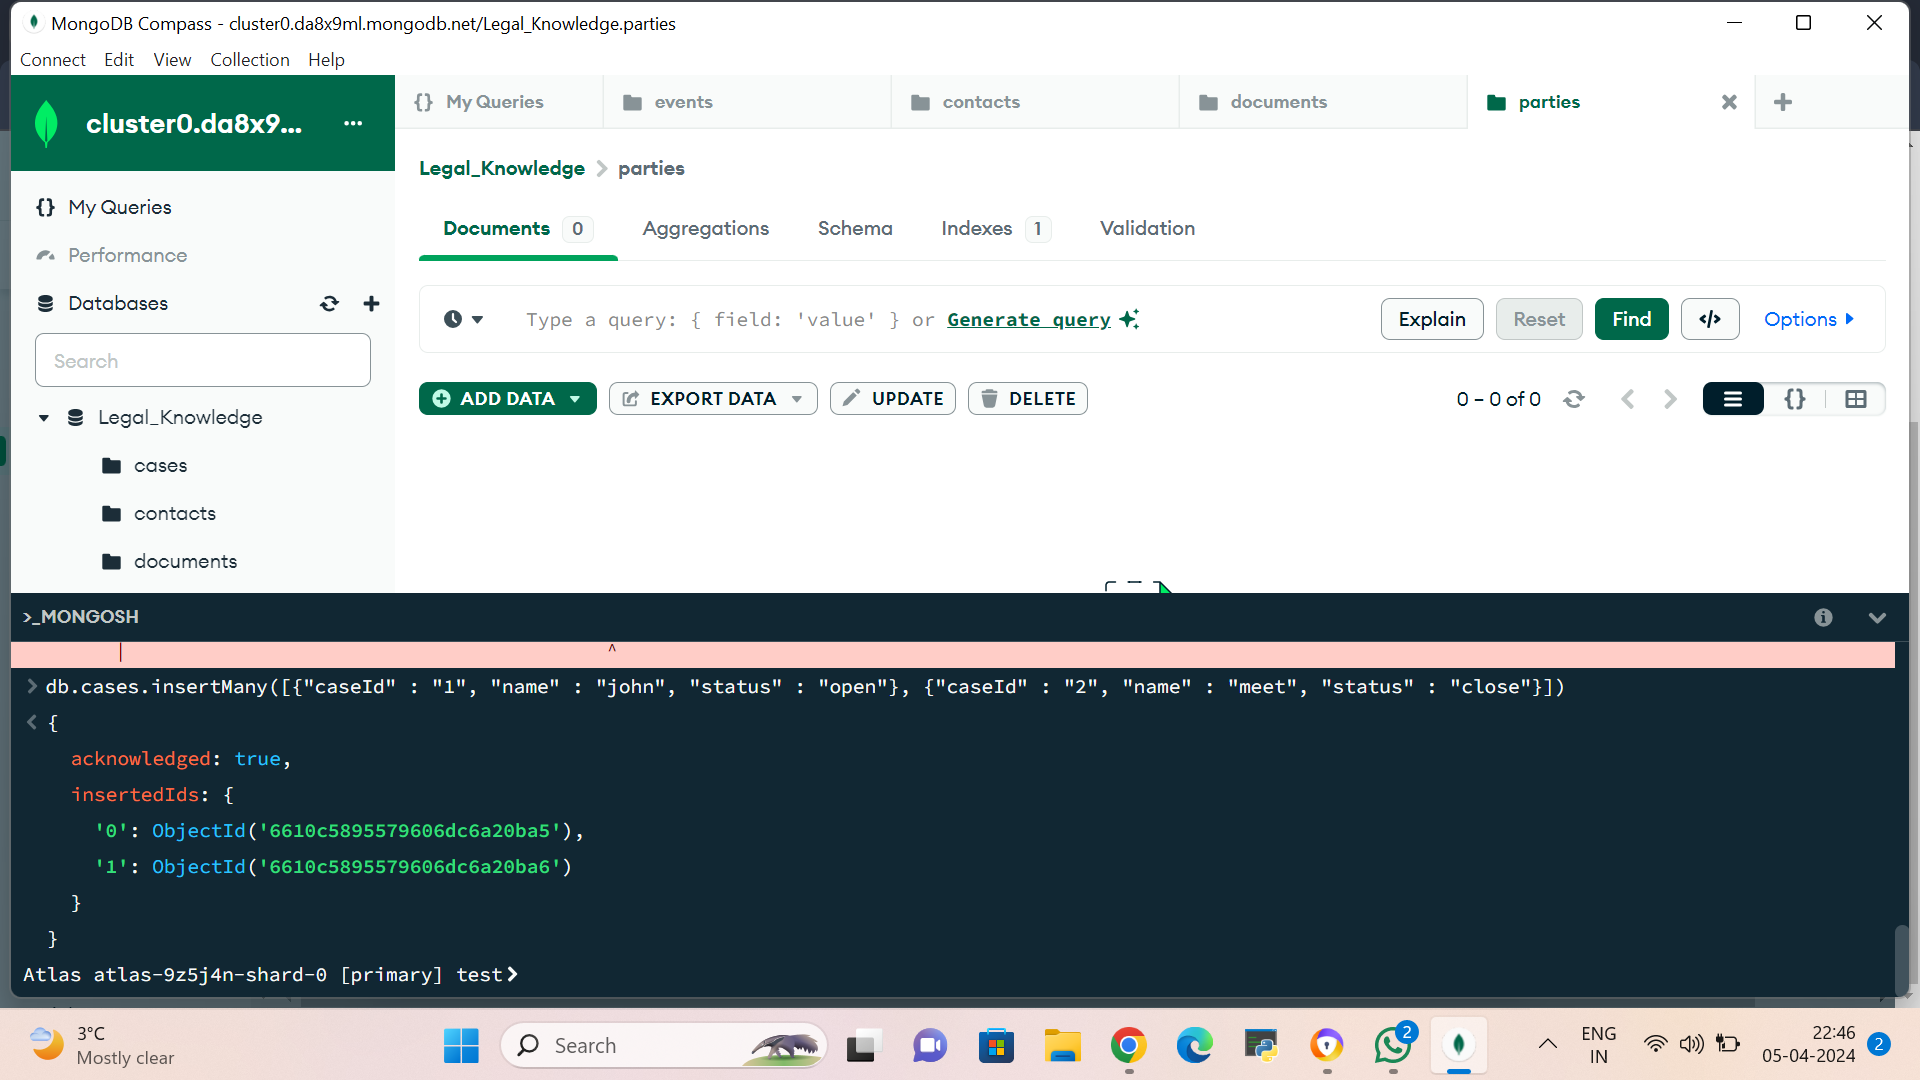 MongoDB Compass - cluster0.da8x9ml.mongodb.net/Legal_Knowledge.parties
Connect Edit View Collection Help
cluster0.da8x9... ...
{} My Queries
events
contacts
documents
parties
Legal_Knowledge > parties
{} My Queries
Performance
Databases
Search
Legal_Knowledge
cases
contacts
documents
Documents 0 Aggregations Schema Indexes 1 Validation
Type a query: { field: 'value' } or Generate query
Explain Reset Find </> Options
ADD DATA EXPORT DATA UPDATE DELETE
0 – 0 of 0
{}
>_MONGOSH
^
> db.cases.insertMany([{"caseId" : "1", "name" : "john", "status" : "open"}, {"caseId" : "2", "name" : "meet", "status" : "close"}])
< {
acknowledged: true,
insertedIds: {
'0': ObjectId('6610c5895579606dc6a20ba5'),
'1': ObjectId('6610c5895579606dc6a20ba6')
}
}
Atlas atlas-9z5j4n-shard-0 [primary] test>
3°C
Mostly clear
Search
2
ENG
IN
22:46
05-04-2024
2